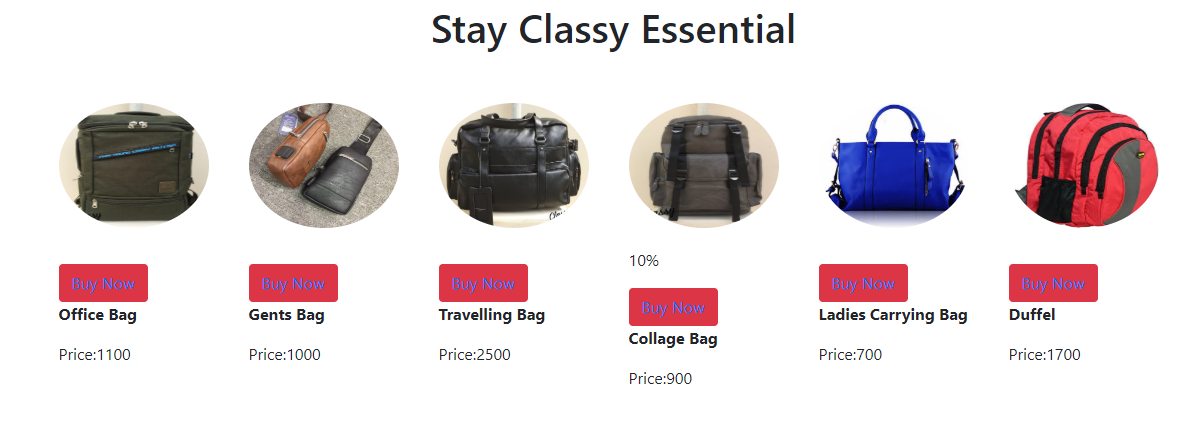 Stay Classy Essential
10%
Buy Now Buy Now Buy Now Buy Now Buy Now Buy Now
Office Bag Gents Bag Travelling Bag Collage Bag Ladies Carrying Bag Duffel
Price:1100 Price:1000 Price:2500 Price:900 Price:700 Price:1700